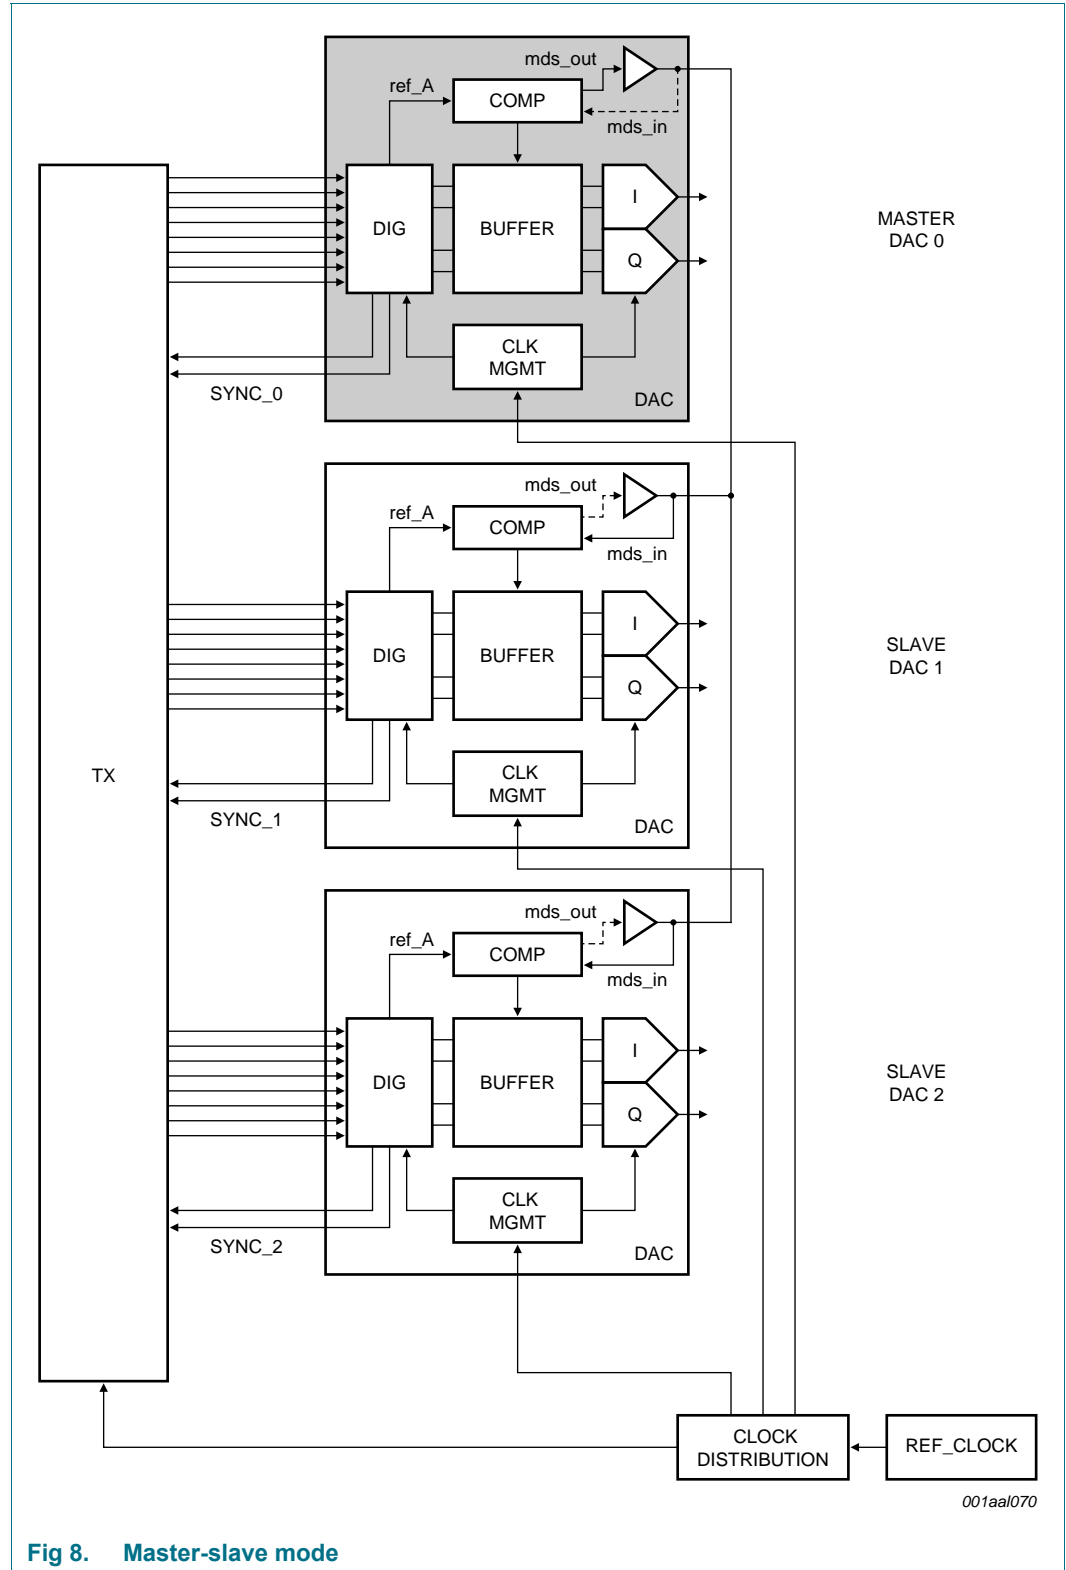 mds_out
ref_A
COMP
mds_in
DIG
BUFFER
I
Q
MASTER
DAC 0
CLK
MGMT
SYNC_0
DAC
mds_out
ref_A
COMP
mds_in
DIG
BUFFER
I
Q
SLAVE
DAC 1
TX
CLK
MGMT
SYNC_1
DAC
mds_out
ref_A
COMP
mds_in
DIG
BUFFER
I
Q
SLAVE
DAC 2
CLK
MGMT
SYNC_2
DAC
CLOCK
DISTRIBUTION
REF_CLOCK
001aal070
Fig 8. Master-slave mode